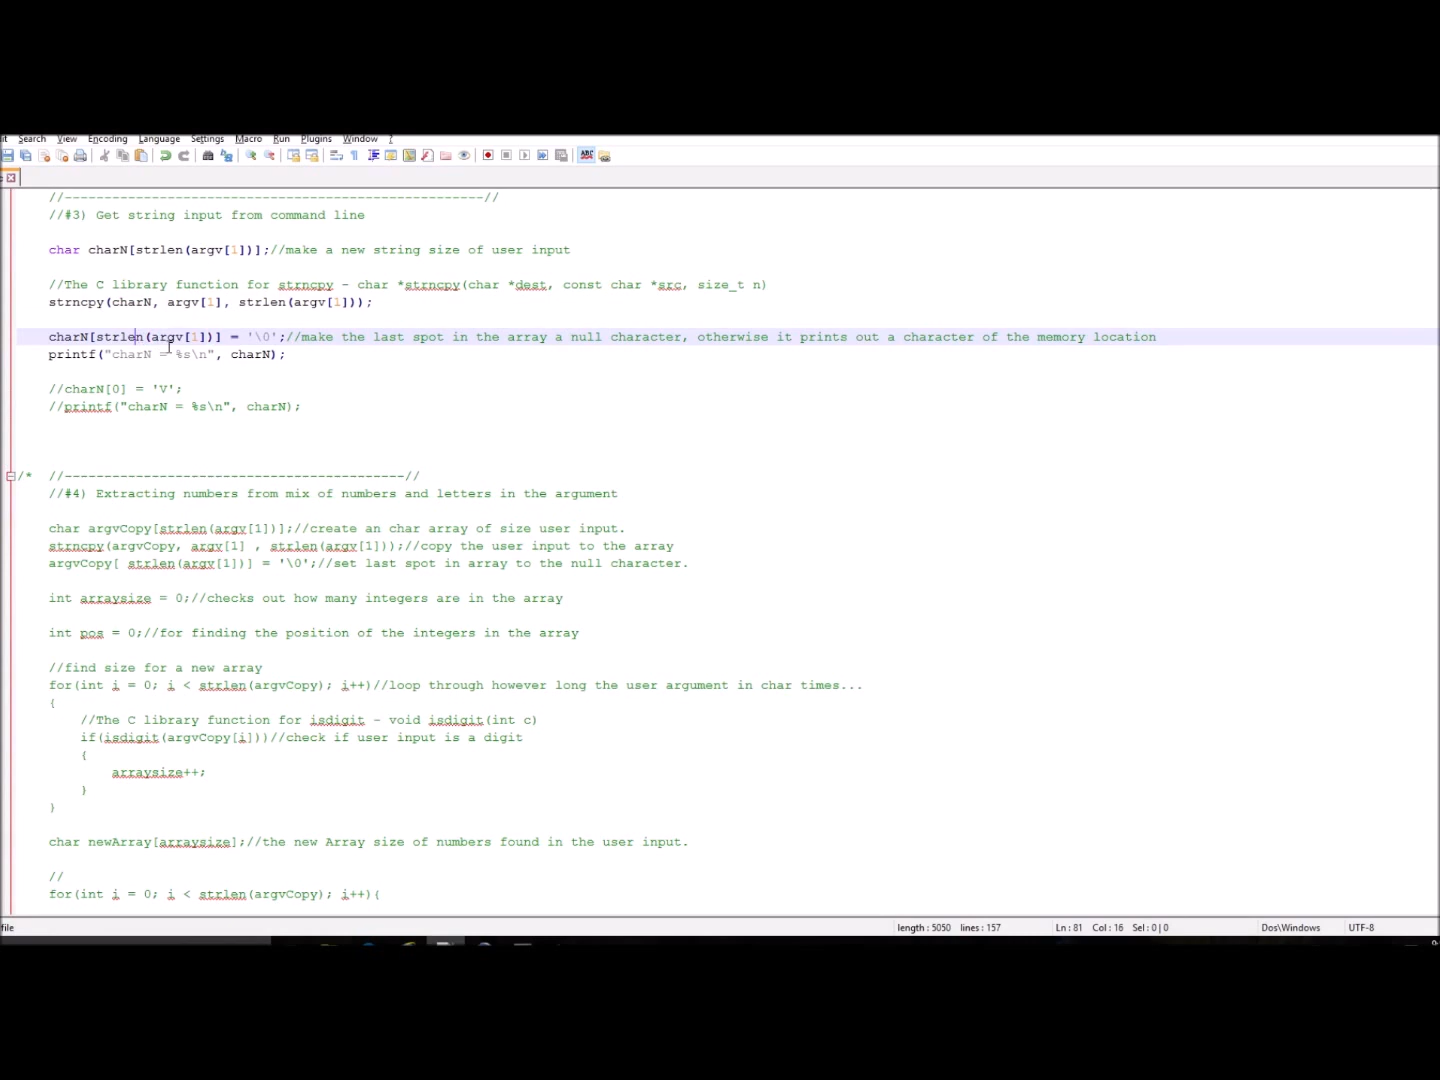 Search View Encoding Language Settings Macro Run Plugins Window ?
//-----------------------------------------------------//
//#3) Get string input from command line
char charN[strlen(argv[1])];//make a new string size of user input
//The C library function for strncpy - char *strncpy(char *dest, const char *src, size_t n)
strncpy(charN, argv[1], strlen(argv[1]));
charN[strlen(argv[1])] = '\0';//make the last spot in the array a null character, otherwise it prints out a character of the memory location
printf("charN = %s\n", charN);
//charN[0] = 'V';
//printf("charN = %s\n", charN);
/* //-------------------------------------------//
//#4) Extracting numbers from mix of numbers and letters in the argument
char argvCopy[strlen(argv[1])];//create an char array of size user input.
strncpy(argvCopy, argv[1] , strlen(argv[1]));//copy the user input to the array
argvCopy[ strlen(argv[1])] = '\0';//set last spot in array to the null character.
int arraysize = 0;//checks out how many integers are in the array
int pos = 0;//for finding the position of the integers in the array
//find size for a new array
for(int i = 0; i < strlen(argvCopy); i++)//loop through however long the user argument in char times...
{
//The C library function for isdigit - void isdigit(int c)
if(isdigit(argvCopy[i]))//check if user input is a digit
{
arraysize++;
}
}
char newArray[arraysize];//the new Array size of numbers found in the user input.
//
for(int i = 0; i < strlen(argvCopy); i++){
file length : 5050 lines : 157 Ln : 81 Col : 16 Sel : 0 | 0 Dos\Windows UTF-8